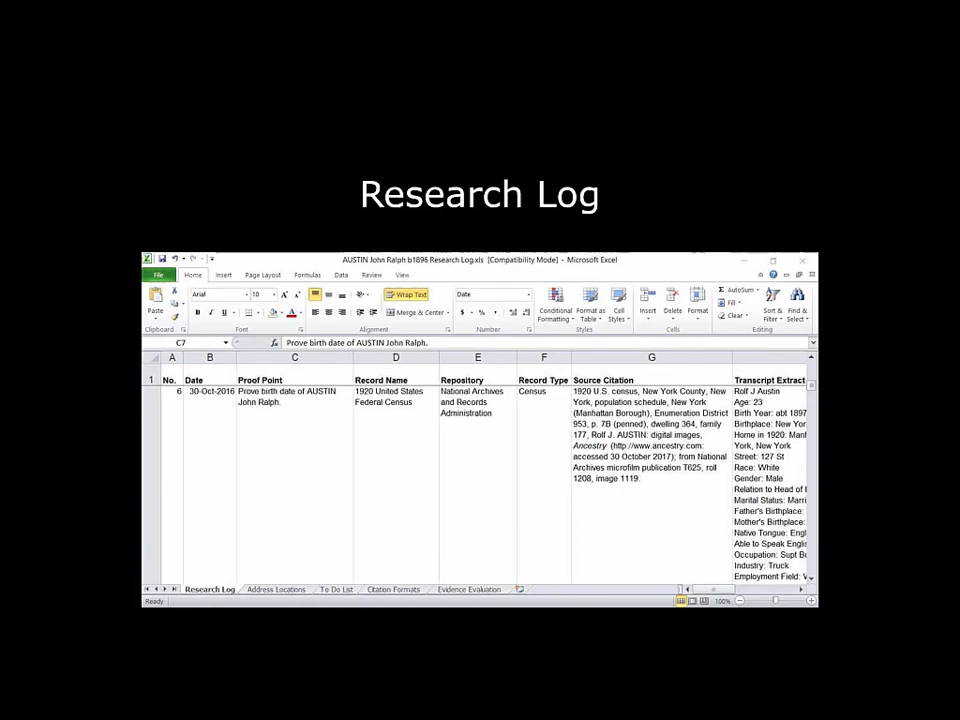 Research Log
AUSTIN John Ralph b1896 Research Log.xls [Compatibility Mode] - Microsoft Excel
File Home Insert Page Layout Formulas Data Review View
Paste
Arial 10 A A
Wrap Text
Date
Conditional Formatting
Format as Table
Cell Styles
Insert Delete Format
AutoSum
Fill
Clear
Sort & Filter
Find & Select
B I U
Merge & Center
$ % ,
Clipboard Font Alignment Number Styles Cells Editing
C7 fx Prove birth date of AUSTIN John Ralph.
A B C D E F G
1 No. Date Proof Point Record Name Repository Record Type Source Citation Transcript Extract
6 30-Oct-2016 Prove birth date of AUSTIN
John Ralph.
1920 United States
Federal Census
National Archives
and Records
Administration
Census
1920 U.S. census, New York County, New
York, population schedule, New York
(Manhattan Borough), Enumeration District
953, p. 7B (penned), dwelling 364, family
177, Rolf J. AUSTIN: digital images,
Ancestry (http://www.ancestry.com:
accessed 30 October 2017); from National
Archives microfilm publication T625, roll
1208, image 1119.
Rolf J Austin
Age: 23
Birth Year: abt 1897
Birthplace: New Yor
Home in 1920: Manh
York, New York
Street: 127 St
Race: White
Gender: Male
Relation to Head of
Marital Status: Marri
Father's Birthplace:
Mother's Birthplace:
Native Tongue: Engl
Able to Speak Englis
Occupation: Supt B
Industry: Truck
Employment Field: W
Research Log Address Locations To Do List Citation Formats Evidence Evaluation
Ready 100%